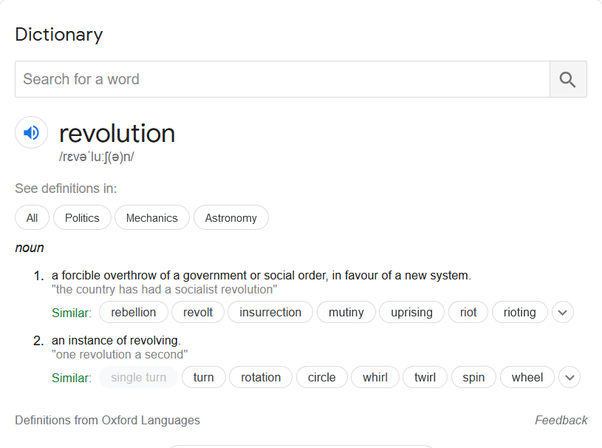 Dictionary
Search for a word
revolution
/rɛvəˈluːʃ(ə)n/
See definitions in:
All Politics Mechanics Astronomy
noun
1. a forcible overthrow of a government or social order, in favour of a new system.
"the country has had a socialist revolution"
Similar: rebellion revolt insurrection mutiny uprising riot rioting
2. an instance of revolving.
"one revolution a second"
Similar: single turn turn rotation circle whirl twirl spin wheel
Definitions from Oxford Languages Feedback